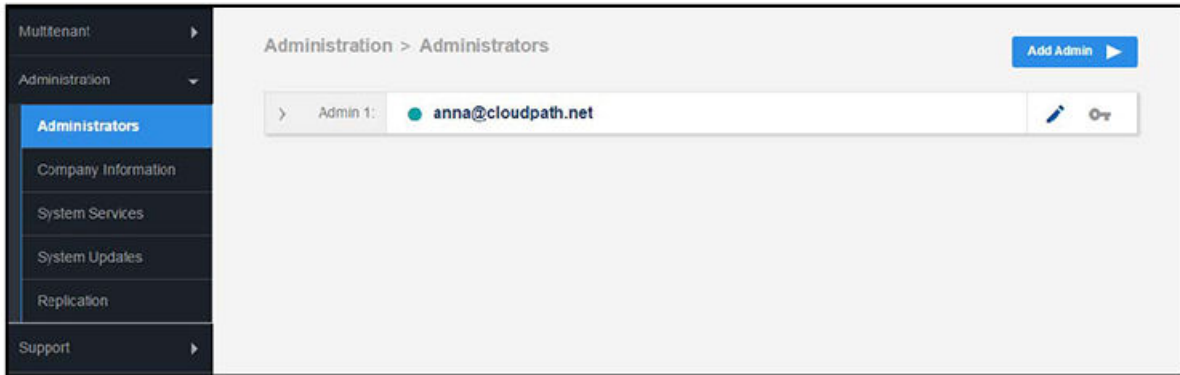 Multitenant
Administration
Administrators
Company Information
System Services
System Updates
Replication
Support
Administration > Administrators
Add Admin
Admin 1:
anna@cloudpath.net